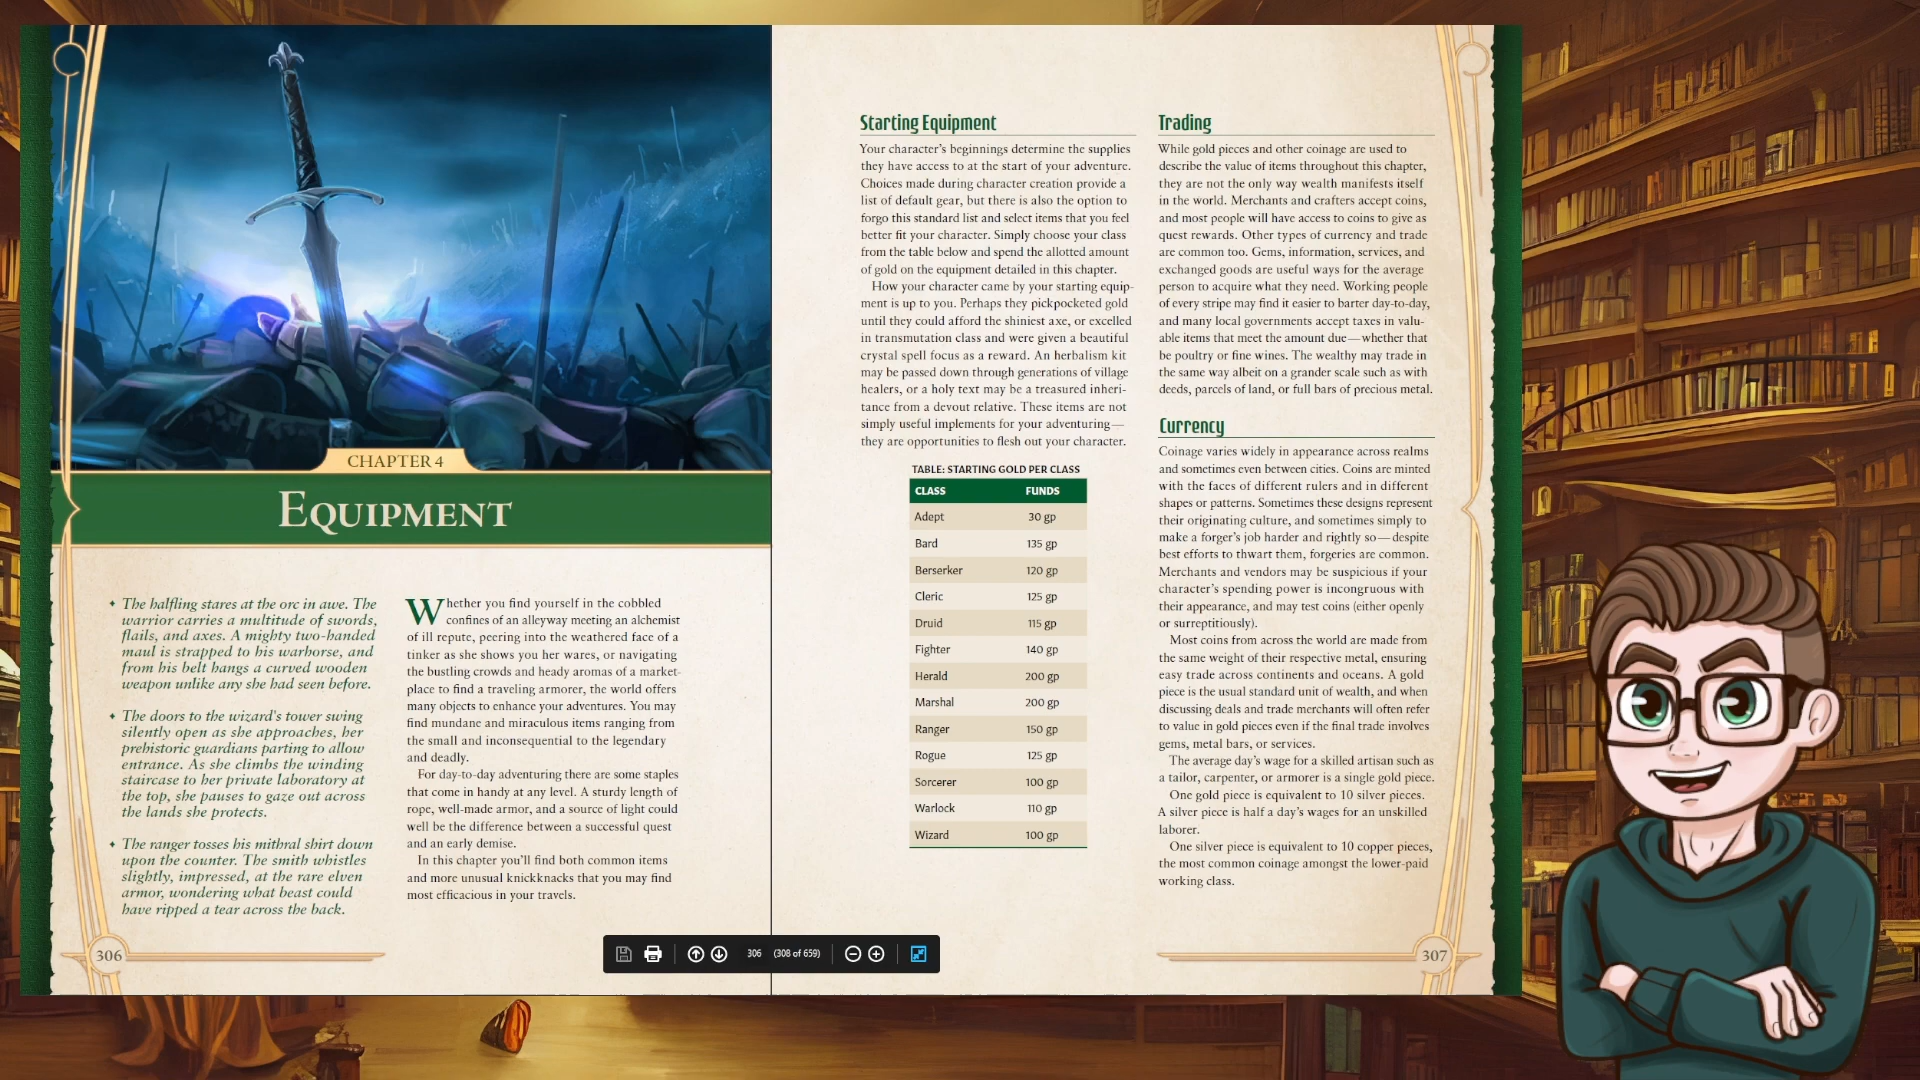 CHAPTER 4
EQUIPMENT
The halfling stares at the orc in awe. The
warrior carries a multitude of swords,
flails, and axes. A mighty two-handed
maul is strapped to his warhorse, and
from his belt hangs a curved wooden
weapon unlike any she had seen before.
The doors to the wizard's tower swing
silently open as she approaches, her
prehistoric guardians parting to allow
entrance. As she climbs the winding
staircase to her private laboratory at
the top, she pauses to gaze out across
the lands she protects.
The ranger tosses his mithral shirt down
upon the counter. The smith whistles
slightly, impressed, at the rare elven
armor, wondering what beast could
have ripped a tear across the back.
Whether you find yourself in the cobbled
confines of an alleyway meeting an alchemist
of ill repute, peering into the weathered face of a
tinker as she shows you her wares, or navigating
the bustling crowds and heady aromas of a market-
place to find a traveling armorer, the world offers
many objects to enhance your adventures. You may
find mundane and miraculous items ranging from
the small and inconsequential to the legendary
and deadly.
For day-to-day adventuring there are some staples
that come in handy at any level. A sturdy length of
rope, well-made armor, and a source of light could
well be the difference between a successful quest
and an early demise.
In this chapter you'll find both common items
and more unusual knickknacks that you may find
most efficacious in your travels.
306
Starting Equipment
Your character's beginnings determine the supplies
they have access to at the start of your adventure.
Choices made during character creation provide a
list of default gear, but there is also the option to
forgo this standard list and select items that you feel
better fit your character. Simply choose your class
from the table below and spend the allotted amount
of gold on the equipment detailed in this chapter.
How your character came by your starting equip-
ment is up to you. Perhaps they pickpocketed gold
until they could afford the shiniest axe, or excelled
in transmutation class and were given a beautiful
crystal spell focus as a reward. An herbalism kit
may be passed down through generations of village
healers, or a holy text may be a treasured inheri-
tance from a devout relative. These items are not
simply useful implements for your adventuring—
they are opportunities to flesh out your character.
TABLE: STARTING GOLD PER CLASS
CLASS FUNDS
Adept 30 gp
Bard 135 gp
Berserker 120 gp
Cleric 125 gp
Druid 115 gp
Fighter 140 gp
Herald 200 gp
Marshal 200 gp
Ranger 150 gp
Rogue 125 gp
Sorcerer 100 gp
Warlock 110 gp
Wizard 100 gp
Trading
While gold pieces and other coinage are used to
describe the value of items throughout this chapter,
they are not the only way wealth manifests itself
in the world. Merchants and crafters accept coins,
and most people will have access to coins to give as
quest rewards. Other types of currency and trade
are common too. Gems, information, services, and
exchanged goods are useful ways for the average
person to acquire what they need. Working people
of every stripe may find it easier to barter day-to-day,
and many local governments accept taxes in valu-
able items that meet the amount due—whether that
be poultry or fine wines. The wealthy may trade in
the same way albeit on a grander scale such as with
deeds, parcels of land, or full bars of precious metal.
Currency
Coinage varies widely in appearance across realms
and sometimes even between cities. Coins are minted
with the faces of different rulers and in different
shapes or patterns. Sometimes these designs represent
their originating culture, and sometimes simply to
make a forger's job harder and rightly so—despite
best efforts to thwart them, forgeries are common.
Merchants and vendors may be suspicious if your
character's spending power is incongruous with
their appearance, and may test coins (either openly
or surreptitiously).
Most coins from across the world are made from
the same weight of their respective metal, ensuring
easy trade across continents and oceans. A gold
piece is the usual standard unit of wealth, and when
discussing deals and trade merchants will often refer
to value in gold pieces even if the final trade involves
gems, metal bars, or services.
The average day's wage for a skilled artisan such as
a tailor, carpenter, or armorer is a single gold piece.
One gold piece is equivalent to 10 silver pieces.
A silver piece is half a day's wages for an unskilled
laborer.
One silver piece is equivalent to 10 copper pieces,
the most common coinage amongst the lower-paid
working class.
307
306 (308 of 659)